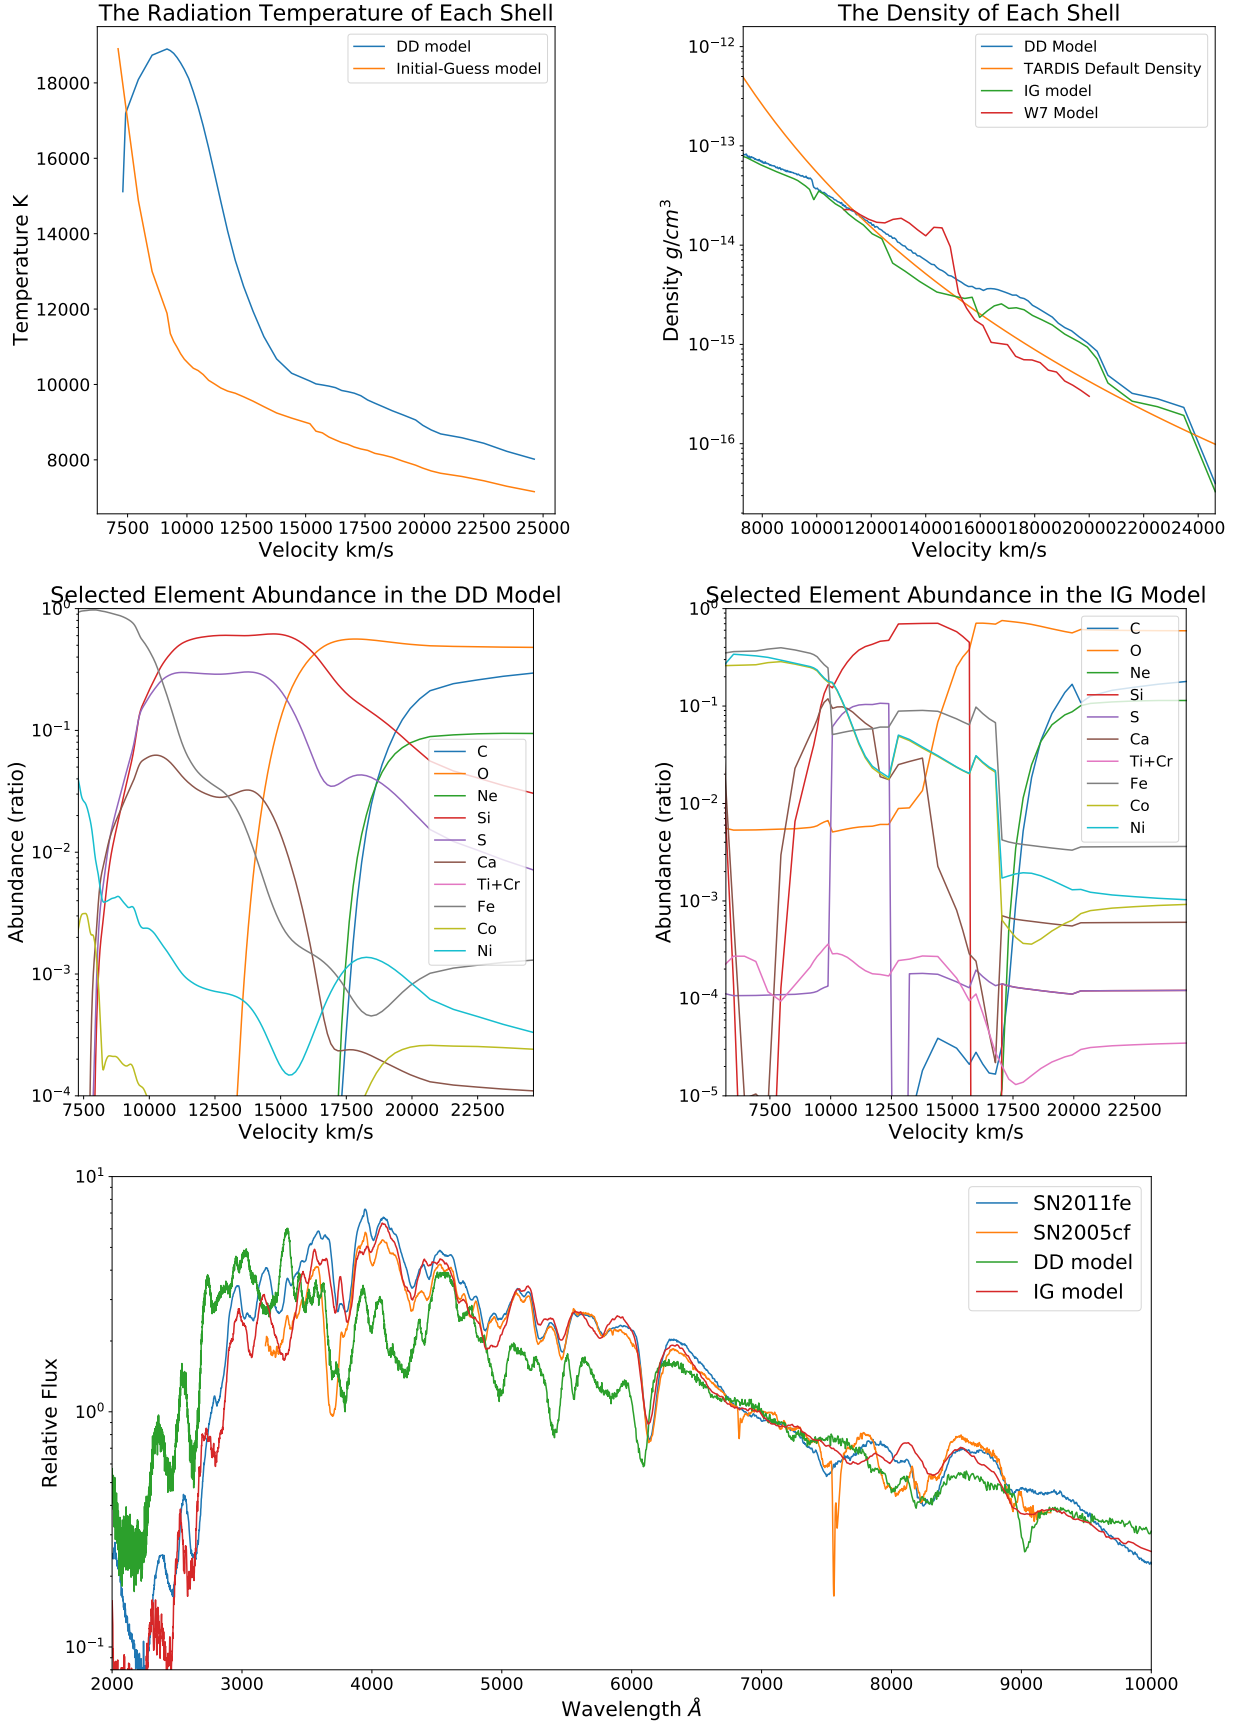 The Radiation Temperature of Each Shell
DD model
Initial-Guess model
18000
16000
14000
12000
10000
8000
Temperature K
7500 10000 12500 15000 17500 20000 22500 25000
Velocity km/s
The Density of Each Shell
DD Model
TARDIS Default Density
IG model
W7 Model
10⁻¹²
10⁻¹³
10⁻¹⁴
10⁻¹⁵
10⁻¹⁶
Density g/cm³
8000 10000 12000 14000 16000 18000 20000 22000 24000
Velocity km/s
Selected Element Abundance in the DD Model
10⁰
10⁻¹
10⁻²
10⁻³
10⁻⁴
Abundance (ratio)
C
O
Ne
Si
S
Ca
Ti+Cr
Fe
Co
Ni
7500 10000 12500 15000 17500 20000 22500
Velocity km/s
Selected Element Abundance in the IG Model
10⁰
10⁻¹
10⁻²
10⁻³
10⁻⁴
10⁻⁵
Abundance (ratio)
C
O
Ne
Si
S
Ca
Ti+Cr
Fe
Co
Ni
7500 10000 12500 15000 17500 20000 22500
Velocity km/s
10¹
10⁰
10⁻¹
Relative Flux
SN2011fe
SN2005cf
DD model
IG model
2000 3000 4000 5000 6000 7000 8000 9000 10000
Wavelength Å